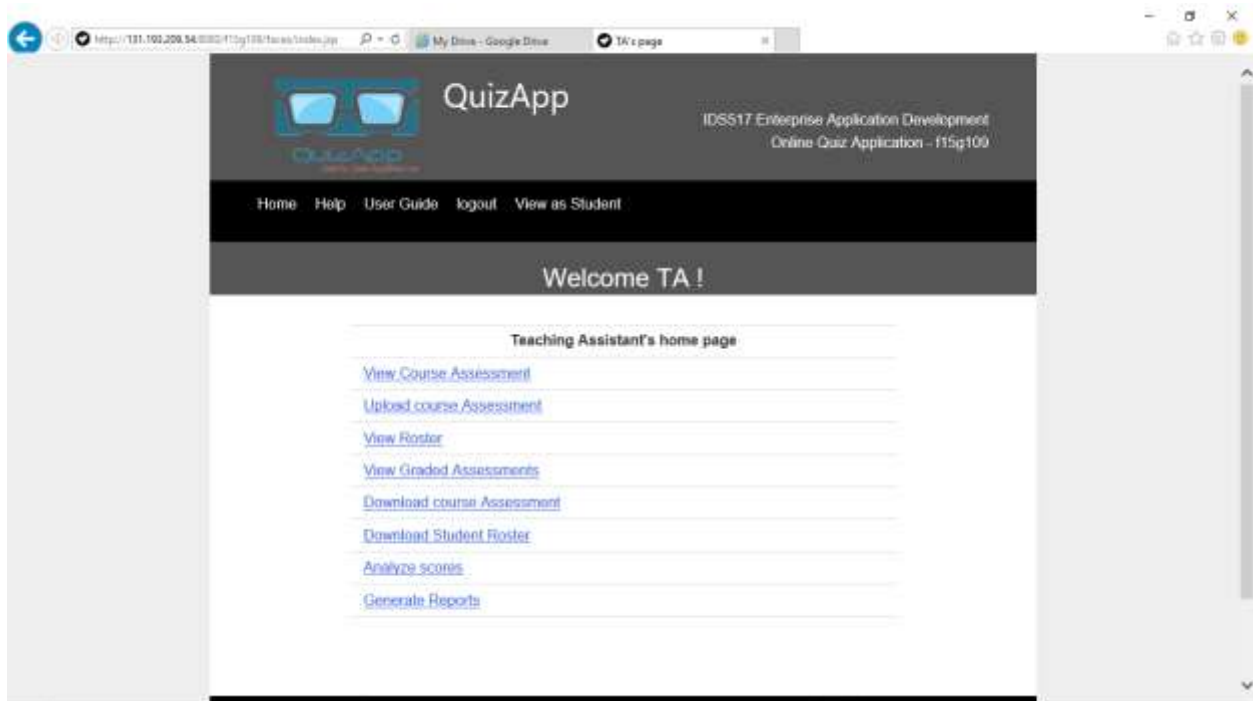 My Drive - Google Drive
TA's page
QuizApp
IDS517 Enterprise Application Development
Online Quiz Application - f15g109
QuizApp
Home Help User Guide logout View as Student
Welcome TA !
Teaching Assistant's home page
View Course Assessment
Upload course Assessment
View Roster
View Graded Assessments
Download course Assessment
Download Student Roster
Analyze scores
Generate Reports